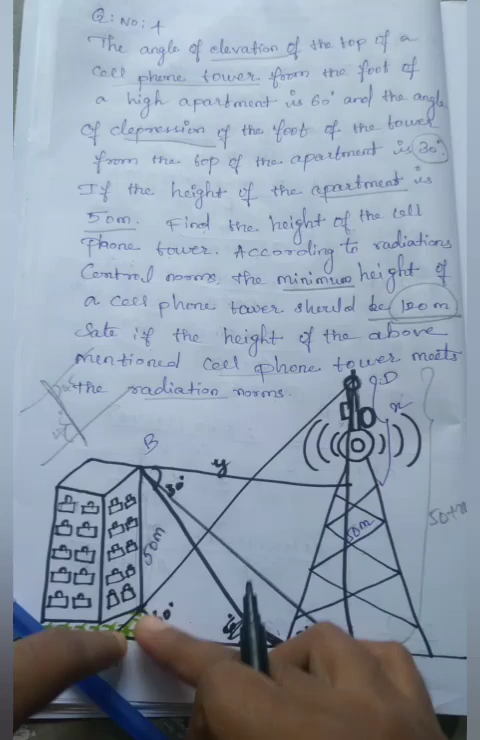 Q: No: 4
The angle of elevation of the top of a
cell phone tower from the foot of
a high apartment is 60° and the angle
of depression of the foot of the tower
from the top of the apartment is 30°.
If the height of the apartment is
50m. Find the height of the cell
phone tower. According to radiations
Control norms, the minimum height of
a cell phone tower should be 120m
Sate if the height of the above
mentioned cell phone tower meets
the radiation norms.
D
x
B
y
30°
50m
50m
50+x
60°